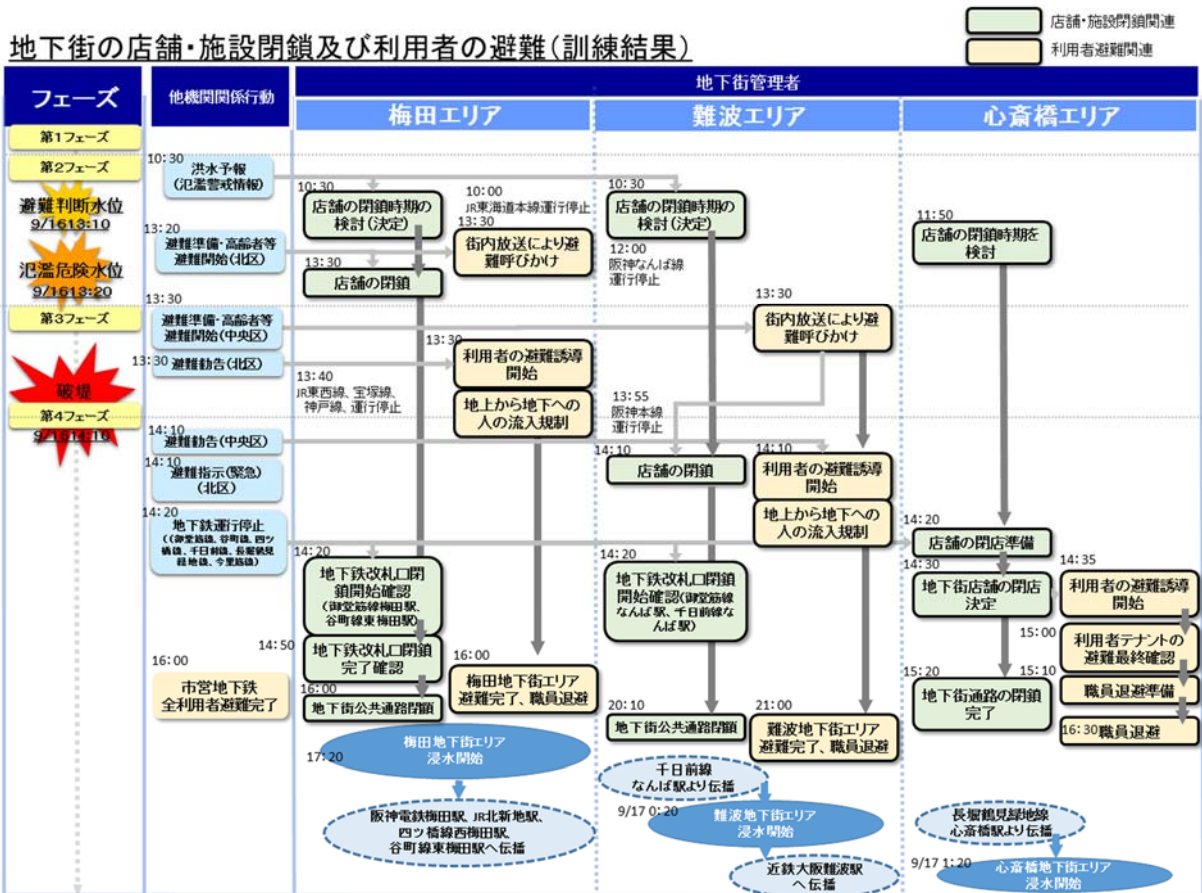 店舗・施設閉鎖関連
利用者避難関連
地下街の店舗・施設閉鎖及び利用者の避難(訓練結果)
フェーズ
他機関関係行動
地下街管理者
梅田エリア
難波エリア
心斎橋エリア
第1フェーズ
第2フェーズ
避難判断水位
9/1613:10
氾濫危険水位
9/1613:20
第3フェーズ
破堤
第4フェーズ
9/1614:10
10:30
洪水予報
(氾濫警戒情報)
13:20
避難準備・高齢者等
避難開始(北区)
13:30
避難準備・高齢者等
避難開始(中央区)
13:30
避難勧告(北区)
14:10
避難勧告(中央区)
14:10
避難指示(緊急)
(北区)
14:20
地下鉄運行停止
((御堂筋線、谷町線、四ツ
橋線、千日前線、長堀鶴見
緑地線、今里筋線)
16:00
市営地下鉄
全利用者避難完了
10:30
店舗の閉鎖時期の
検討(決定)
13:30
店舗の閉鎖
10:00
JR東海道本線運行停止
13:30
街内放送により避
難呼びかけ
13:30
利用者の避難誘導
開始
地上から地下への
人の流入規制
13:40
JR東西線、宝塚線、
神戸線、運行停止
14:20
地下鉄改札口閉
鎖開始確認
(御堂筋線梅田駅、
谷町線東梅田駅)
14:50
地下鉄改札口閉鎖
完了確認
16:00
地下街公共通路閉鎖
16:00
梅田地下街エリア
避難完了、職員退避
17:20
梅田地下街エリア
浸水開始
阪神電鉄梅田駅、JR北新地駅、
四ツ橋線西梅田駅、
谷町線東梅田駅へ伝播
10:30
店舗の閉鎖時期の
検討(決定)
12:00
阪神なんば線
運行停止
13:30
街内放送により避
難呼びかけ
13:55
阪神本線
運行停止
14:10
店舗の閉鎖
14:10
利用者の避難誘導
開始
地上から地下への
人の流入規制
14:20
地下鉄改札口閉鎖
開始確認(御堂筋線
なんば駅、千日前線な
んば駅)
20:10
地下街公共通路閉鎖
21:00
難波地下街エリア
避難完了、職員退避
千日前線
なんば駅より伝播
9/17 0:20
難波地下街エリア
浸水開始
近鉄大阪難波駅
へ伝播
11:50
店舗の閉鎖時期を
検討
14:20
店舗の閉店準備
14:30
地下街店舗の閉店
決定
14:35
利用者の避難誘導
開始
15:00
利用者テナントの
避難最終確認
15:10
職員退避準備
15:20
地下街通路の閉鎖
完了
16:30
職員退避
長堀鶴見緑地線
心斎橋駅より伝播
9/17 1:20
心斎橋地下街エリア
浸水開始